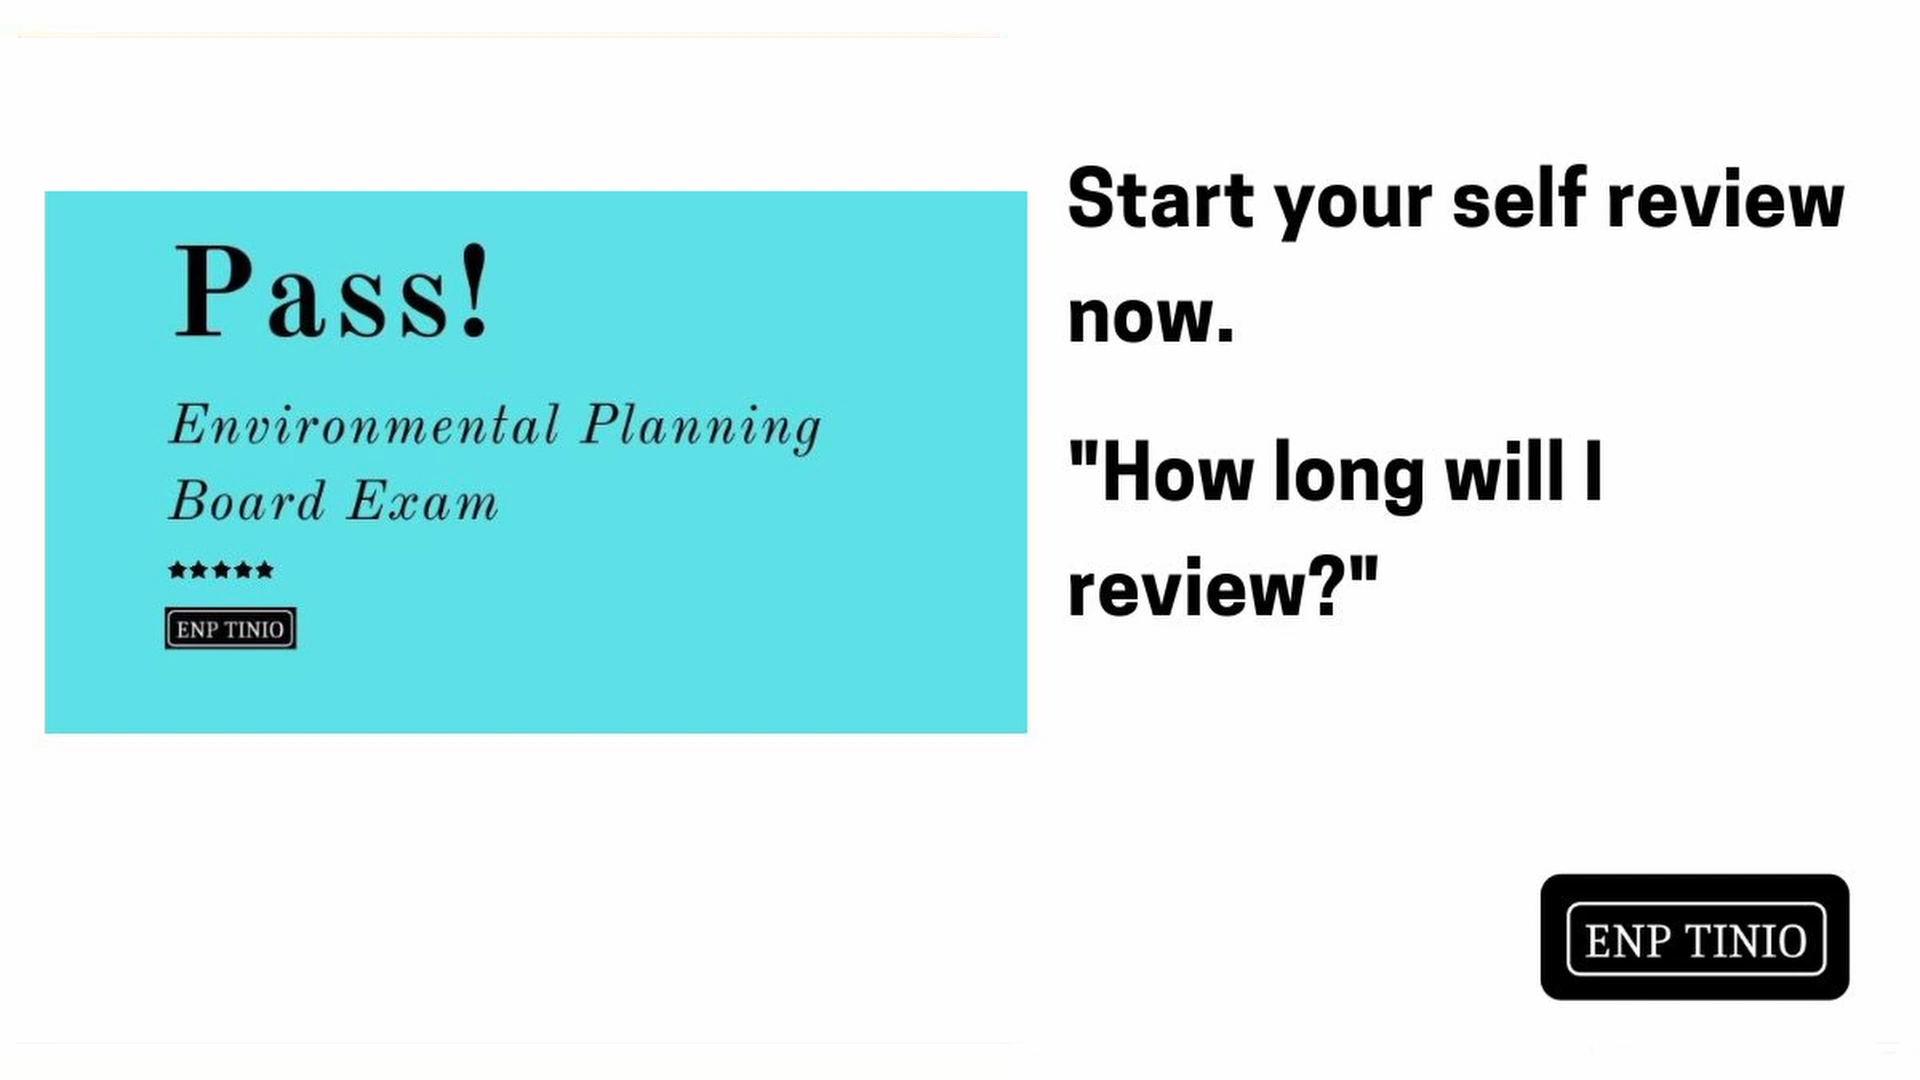 Pass!
Environmental Planning
Board Exam
ENP TINIO
Start your self review
now.
"How long will I
review?"
ENP TINIO